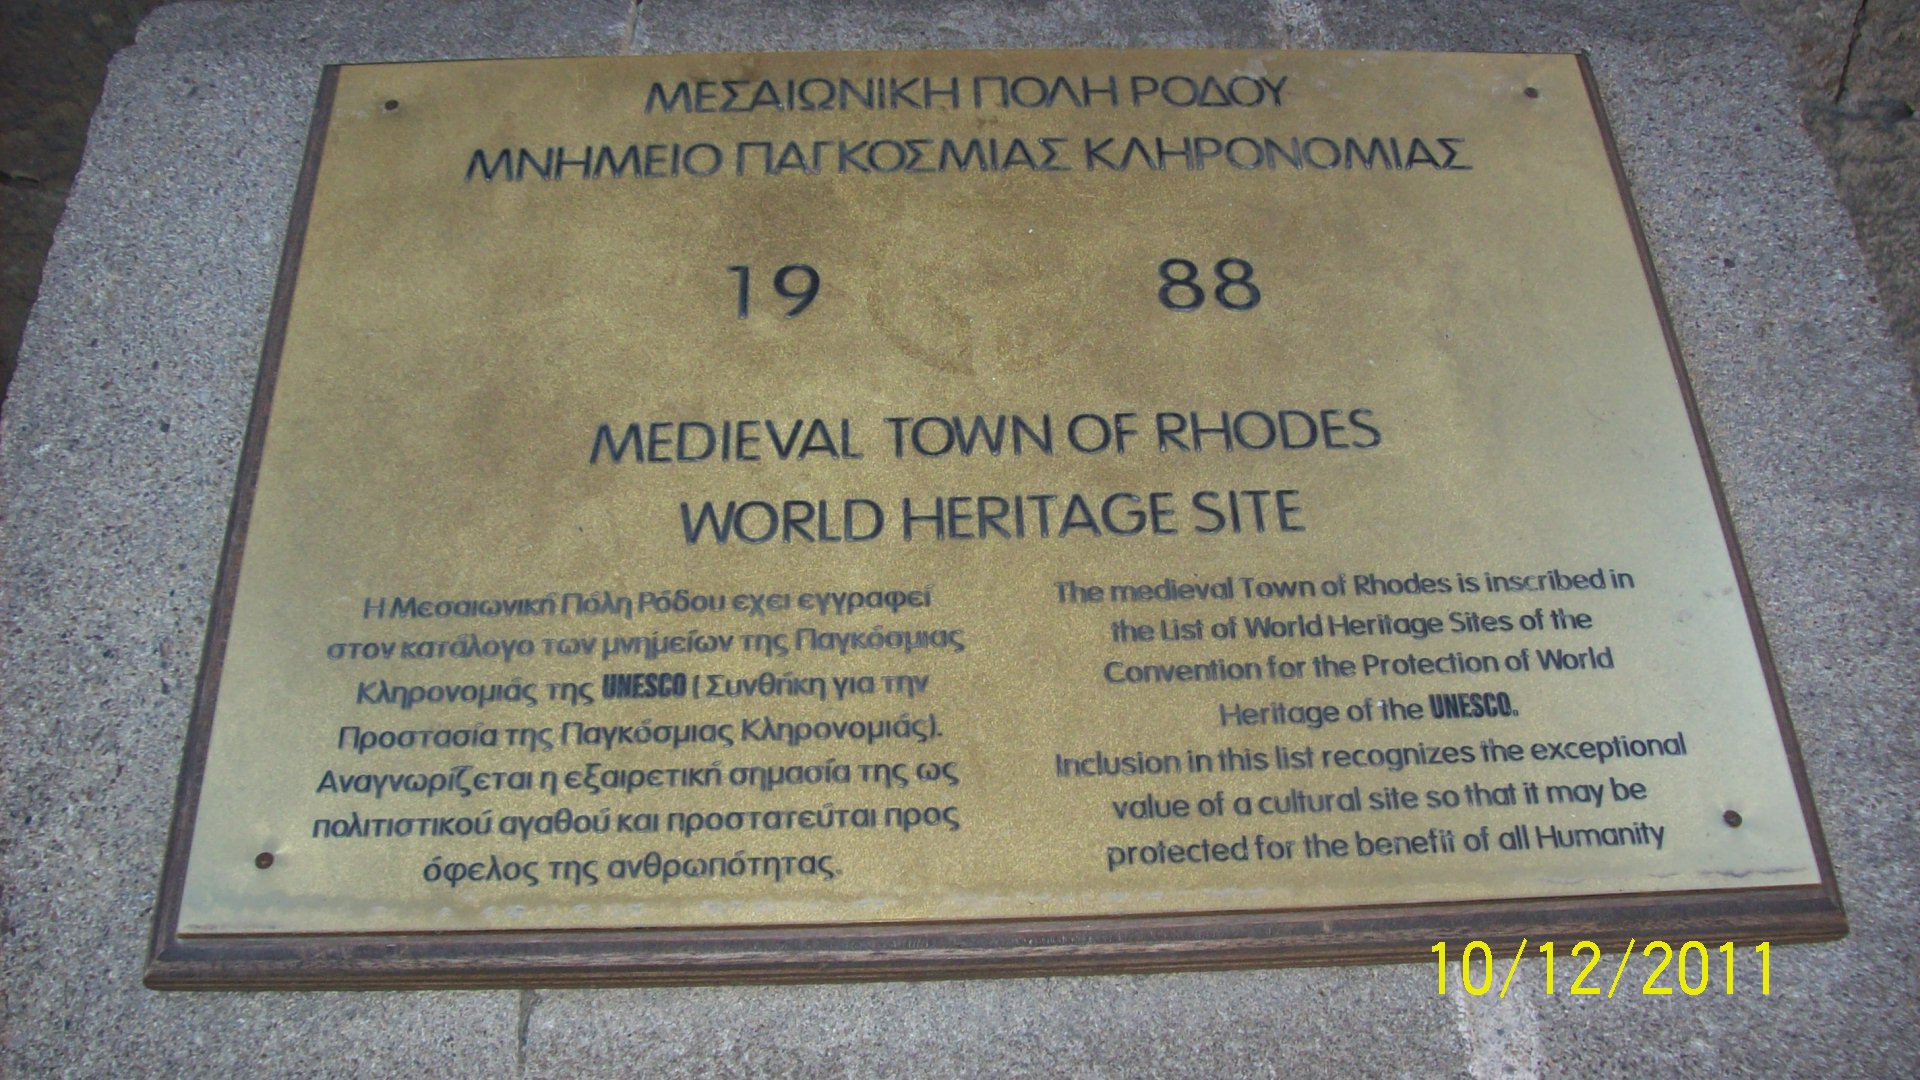 ΜΕΣΑΙΩΝΙΚΗ ΠΟΛΗ ΡΟΔΟΥ
ΜΝΗΜΕΙΟ ΠΑΓΚΟΣΜΙΑΣ ΚΛΗΡΟΝΟΜΙΑΣ
19 88
MEDIEVAL TOWN OF RHODES
WORLD HERITAGE SITE
Η Μεσαιωνική Πόλη Ρόδου εχει εγγραφεί
στον κατάλογο των μνημείων της Παγκόσμιας
Κληρονομιάς της UNESCO ( Συνθήκη για την
Προστασία της Παγκόσμιας Κληρονομιάς).
Αναγνωρίζεται η εξαιρετική σημασία της ως
πολιτιστικού αγαθού και προστατεύται προς
όφελος της ανθρωπότητας.
The medieval Town of Rhodes is inscribed in
the List of World Heritage Sites of the
Convention for the Protection of World
Heritage of the UNESCO.
Inclusion in this list recognizes the exceptional
value of a cultural site so that it may be
protected for the benefit of all Humanity
10/12/2011